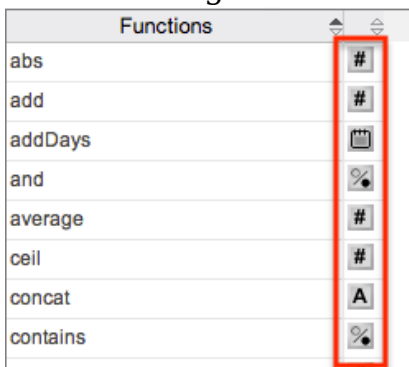 Functions
abs #
add #
addDays
and
average #
ceil #
concat A
contains